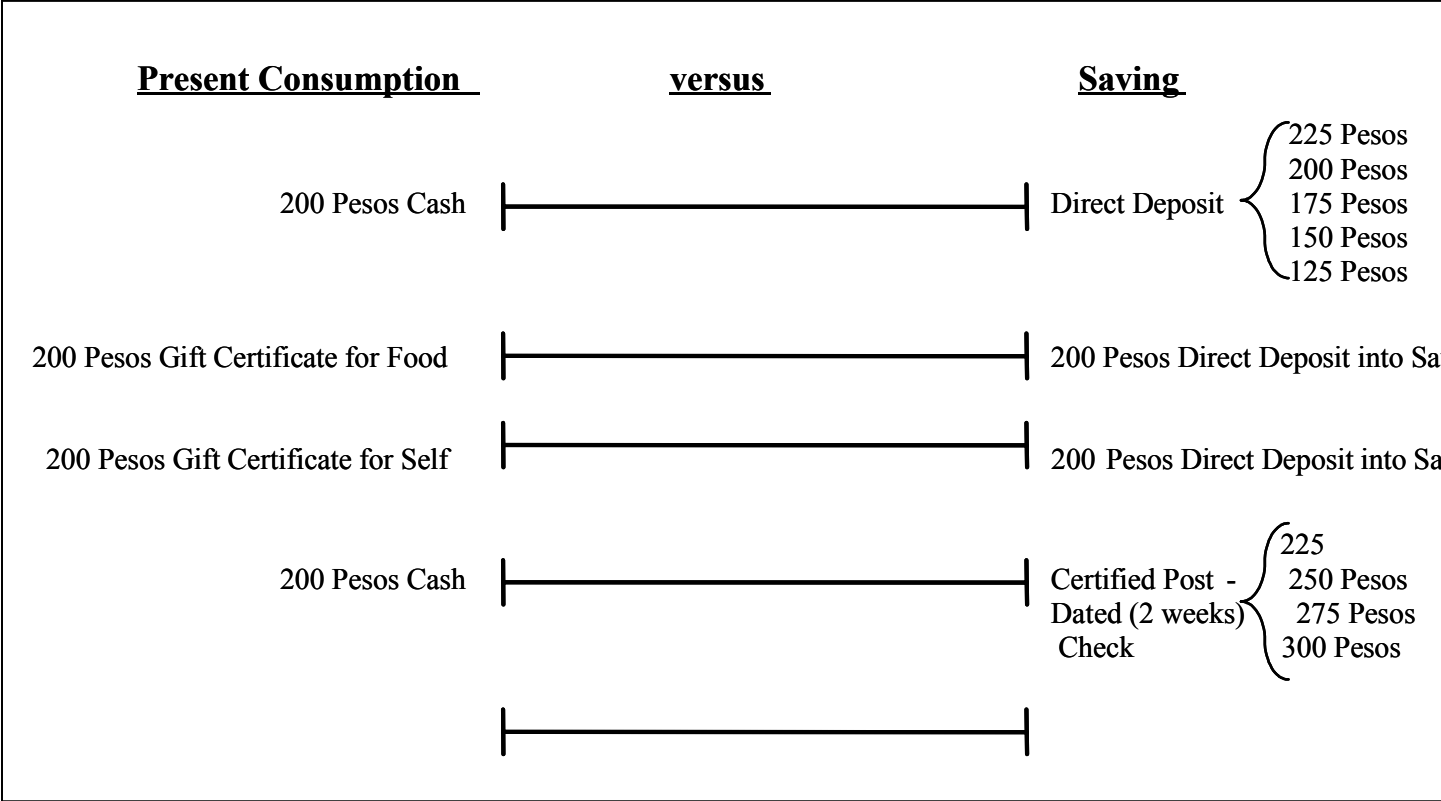 Present Consumption versus Saving
225 Pesos
200 Pesos
200 Pesos Cash Direct Deposit 175 Pesos
150 Pesos
125 Pesos
200 Pesos Gift Certificate for Food 200 Pesos Direct Deposit into Sa
200 Pesos Gift Certificate for Self 200 Pesos Direct Deposit into Sa
225
200 Pesos Cash Certified Post - 250 Pesos
Dated (2 weeks) 275 Pesos
Check 300 Pesos